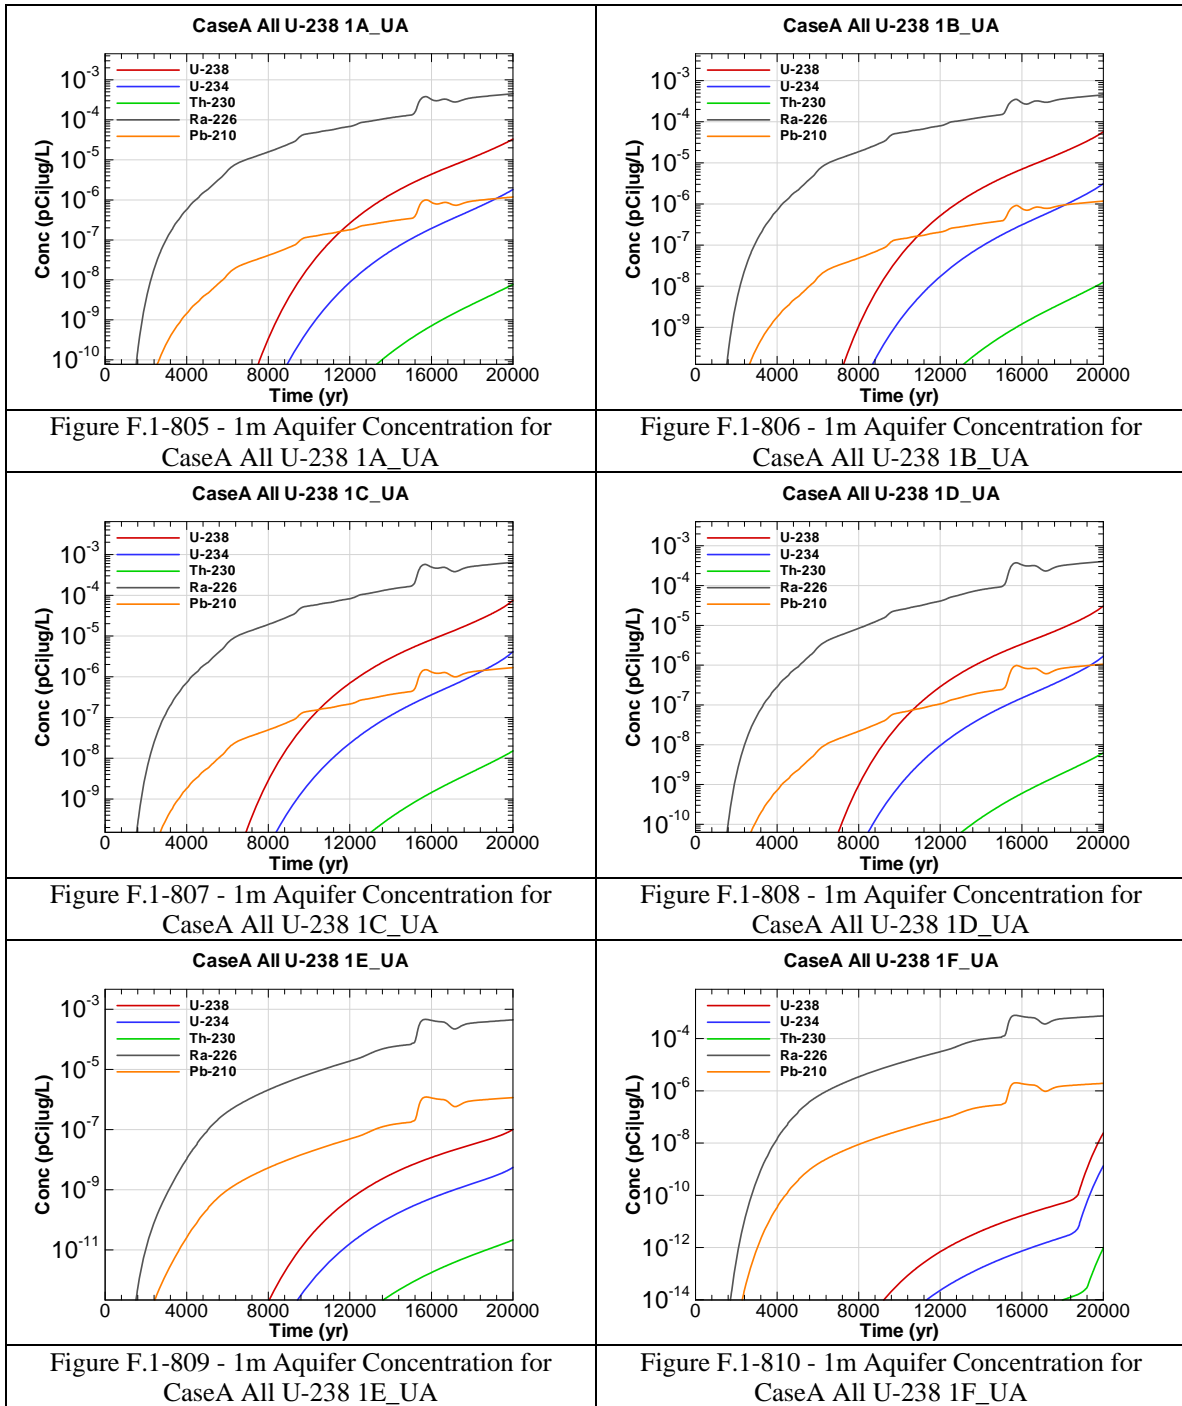 CaseA All U-238 1A_UA
U-238
U-234
Th-230
Ra-226
Pb-210
Conc (pCi|ug/L)
10-3
10-4
10-5
10-6
10-7
10-8
10-9
10-10
0 4000 8000 12000 16000 20000
Time (yr)
Figure F.1-805 - 1m Aquifer Concentration for
CaseA All U-238 1A_UA
CaseA All U-238 1B_UA
U-238
U-234
Th-230
Ra-226
Pb-210
Conc (pCi|ug/L)
10-3
10-4
10-5
10-6
10-7
10-8
10-9
0 4000 8000 12000 16000 20000
Time (yr)
Figure F.1-806 - 1m Aquifer Concentration for
CaseA All U-238 1B_UA
CaseA All U-238 1C_UA
U-238
U-234
Th-230
Ra-226
Pb-210
Conc (pCi|ug/L)
10-3
10-4
10-5
10-6
10-7
10-8
10-9
0 4000 8000 12000 16000 20000
Time (yr)
Figure F.1-807 - 1m Aquifer Concentration for
CaseA All U-238 1C_UA
CaseA All U-238 1D_UA
U-238
U-234
Th-230
Ra-226
Pb-210
Conc (pCi|ug/L)
10-3
10-4
10-5
10-6
10-7
10-8
10-9
10-10
0 4000 8000 12000 16000 20000
Time (yr)
Figure F.1-808 - 1m Aquifer Concentration for
CaseA All U-238 1D_UA
CaseA All U-238 1E_UA
U-238
U-234
Th-230
Ra-226
Pb-210
Conc (pCi|ug/L)
10-3
10-5
10-7
10-9
10-11
0 4000 8000 12000 16000 20000
Time (yr)
Figure F.1-809 - 1m Aquifer Concentration for
CaseA All U-238 1E_UA
CaseA All U-238 1F_UA
U-238
U-234
Th-230
Ra-226
Pb-210
Conc (pCi|ug/L)
10-4
10-6
10-8
10-10
10-12
10-14
0 4000 8000 12000 16000 20000
Time (yr)
Figure F.1-810 - 1m Aquifer Concentration for
CaseA All U-238 1F_UA